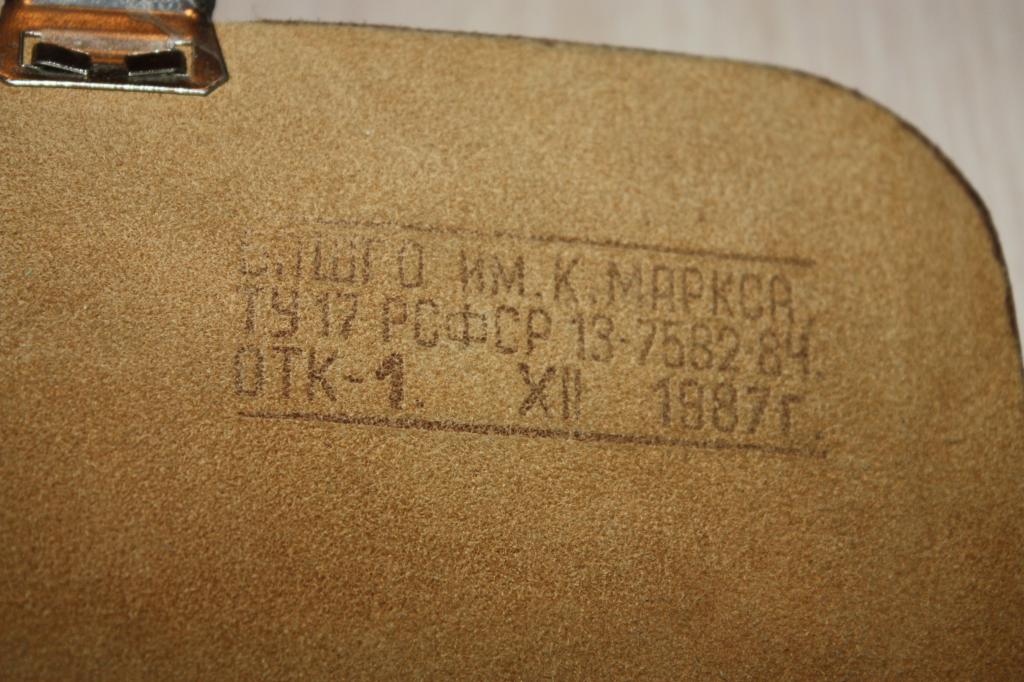 ИМ. К. МАРКСА.
ТУ 17 РСФСР 13-7582-84.
ОТК-1. XII 1987г.